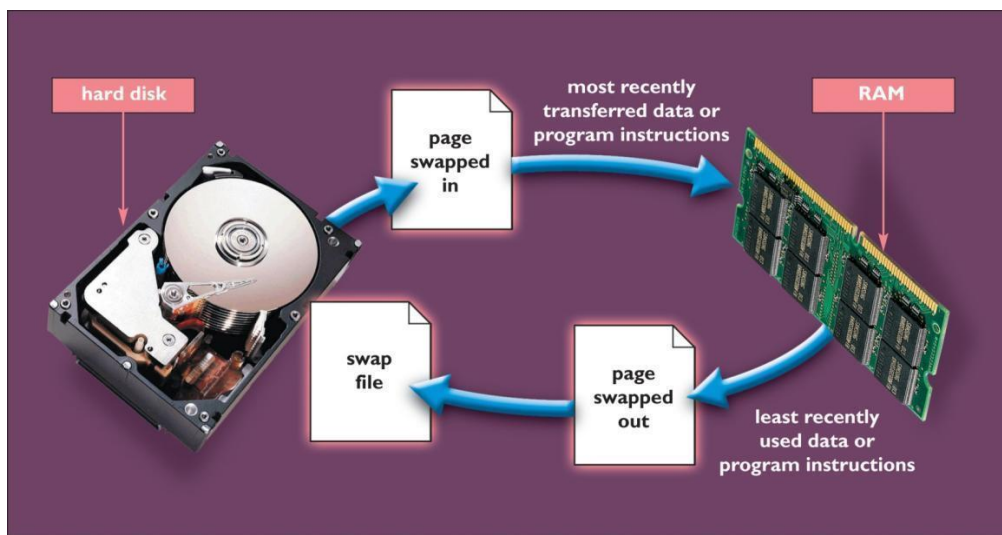 hard disk
page
swapped
in
most recently
transferred data or
program instructions
RAM
swap
file
page
swapped
out
least recently
used data or
program instructions